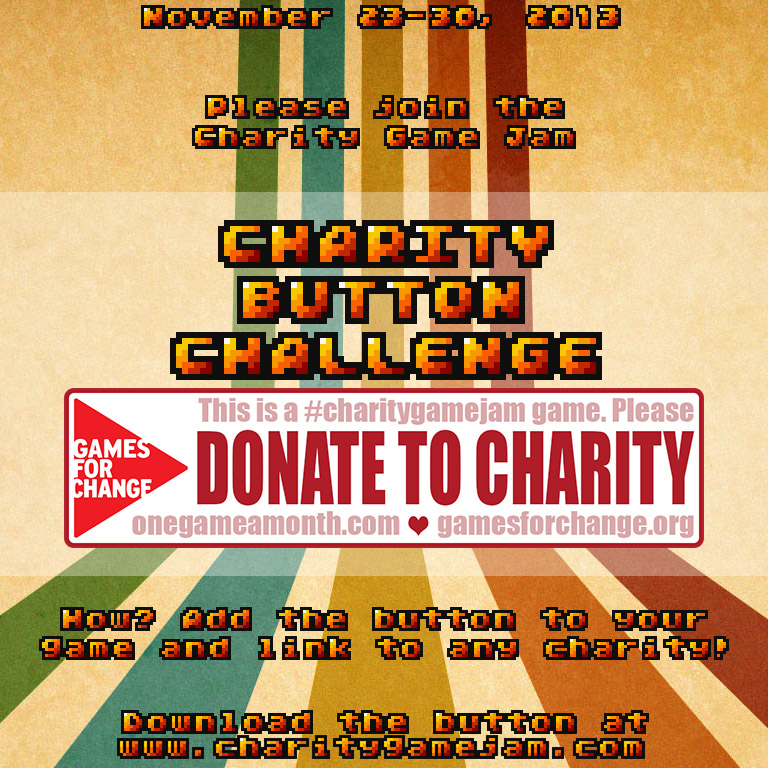 November 23-30, 2013
Please join the
Charity Game Jam
CHARITY
BUTTON
CHALLENGE
This is a #charitygamejam game. Please
GAMES
FOR
CHANGE
DONATE TO CHARITY
onegameamonth.com ♥ gamesforchange.org
How? Add the button to your
game and link to any charity!
Download the button at
www.charitygamejam.com